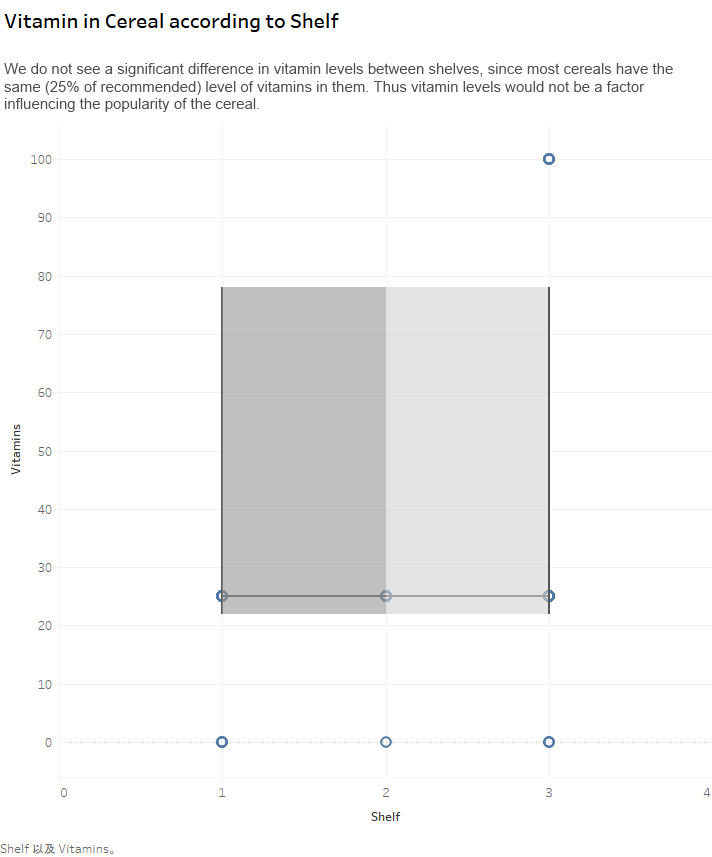 Vitamin in Cereal according to Shelf
We do not see a significant difference in vitamin levels between shelves, since most cereals have the
same (25% of recommended) level of vitamins in them. Thus vitamin levels would not be a factor
influencing the popularity of the cereal.
100
90
80
70
60
50
40
30
20
10
0
Vitamins
0 1 2 3 4
Shelf
Shelf 以及 Vitamins。